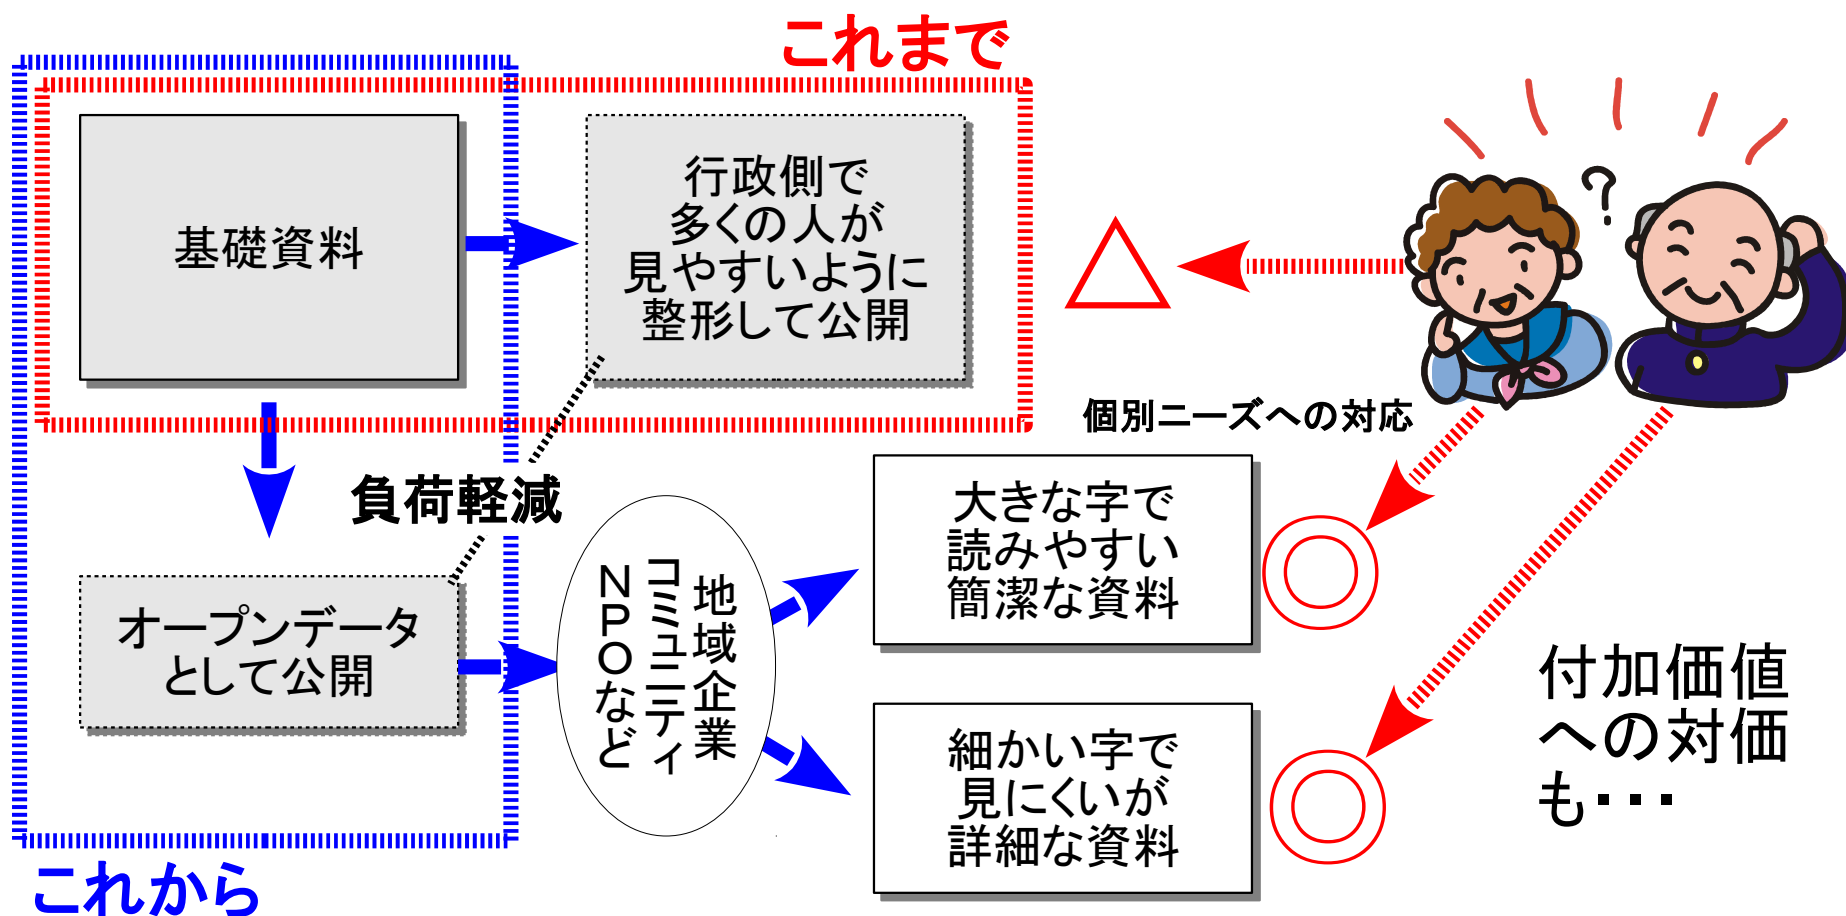 これまで
基礎資料
行政側で
多くの人が
見やすいように
整形して公開
?
個別ニーズへの対応
負荷軽減
オープンデータ
として公開
地域企業
コミュニティ
NPOなど
大きな字で
読みやすい
簡潔な資料
細かい字で
見にくいが
詳細な資料
付加価値
への対価
も・・・
これから